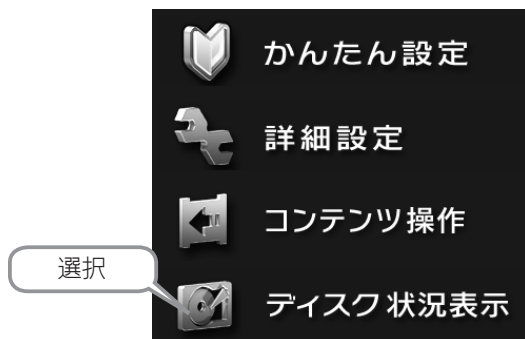 かんたん設定
詳細設定
コンテンツ操作
選択
ディスク状況表示